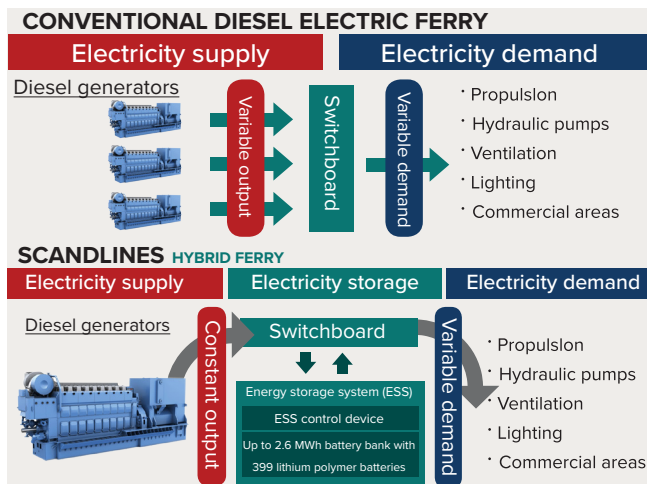 CONVENTIONAL DIESEL ELECTRIC FERRY
Electricity supply
Electricity demand
Diesel generators
Variable output
Switchboard
Variable demand
· Propulslon
· Hydraulic pumps
· Ventilation
· Lighting
· Commercial areas
SCANDLINES HYBRID FERRY
Electricity supply
Electricity storage
Electricity demand
Diesel generators
Constant output
Switchboard
Energy storage system (ESS)
ESS control device
Up to 2.6 MWh battery bank with
399 lithium polymer batteries
Variable demand
· Propulslon
· Hydraulic pumps
· Ventilation
· Lighting
· Commercial areas